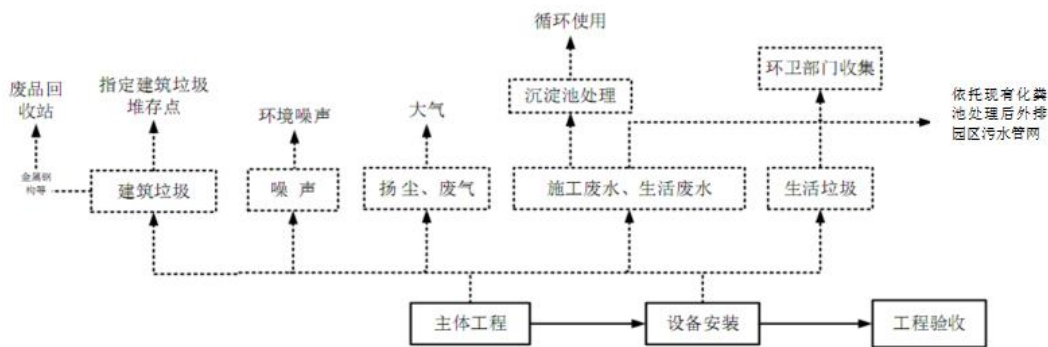 循环使用
环卫部门收集
废品回
收站
指定建筑垃圾
堆存点
环境噪声
大气
沉淀池处理
依托现有化粪
池处理后外排
园区污水管网
金属钢
构等
建筑垃圾
噪 声
扬 尘、废气
施工废水、生活废水
生活垃圾
主体工程
设备安装
工程验收